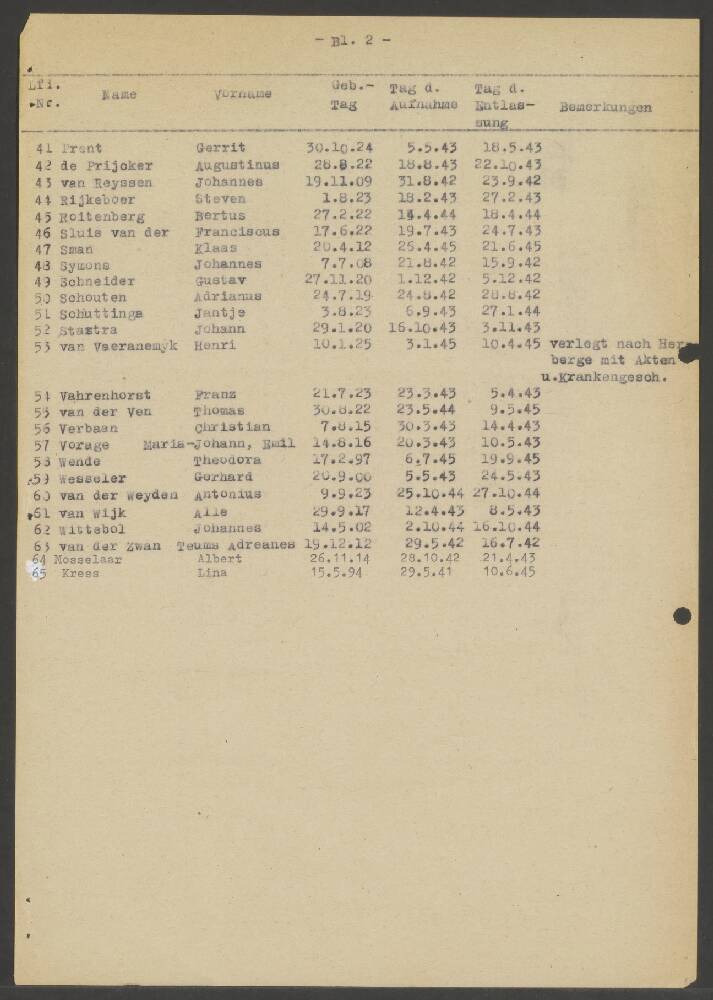 - Bl. 2 -
Lfd. Geb.- Tag d. Tag d.
Nr. Name Vorname Tag Aufnahme Entlas- Bemerkungen
sung
41 Prent Gerrit 30.10.24 5.5.43 18.5.43
42 de Prijcker Augustinus 28.8.22 18.8.43 22.10.43
43 van Reyssen Johannes 19.11.09 31.8.42 23.9.42
44 Rijkeboer Steven 1.8.23 18.2.43 27.2.43
45 Roitenberg Bertus 27.2.22 14.4.44 18.4.44
46 Sluis van der Franciscus 17.6.22 19.7.43 24.7.43
47 Sman Klaas 20.4.12 25.4.45 21.6.45
48 Symons Johannes 7.7.08 21.8.42 15.9.42
49 Schneider Gustav 27.11.20 1.12.42 5.12.42
50 Schouten Adrianus 24.7.19 24.8.42 28.8.42
51 Schuttinga Jantje 3.8.23 6.9.43 27.1.44
52 Stastra Johann 29.1.20 16.10.43 3.11.43
53 van Vaeranemyk Henri 10.1.25 3.1.45 10.4.45 verlegt nach Her
berge mit Akten
u.Krankengesch.
54 Vahrenhorst Franz 21.7.23 23.3.43 5.4.43
55 van der Ven Thomas 30.8.22 23.5.44 9.5.45
56 Verbaan Christian 7.8.15 30.3.43 14.4.43
57 Vorage Maria-Johann, Emil 14.8.16 20.3.43 10.5.43
58 Wende Theodora 17.2.97 6.7.45 19.9.45
59 Wesseler Gerhard 20.9.00 5.5.43 24.5.43
60 van der Weyden Antonius 9.9.23 25.10.44 27.10.44
61 van Wijk Alle 29.9.17 12.4.43 8.5.43
62 Wittebol Johannes 14.5.02 2.10.44 16.10.44
63 van der Zwan Teums Adreanes 19.12.12 29.5.42 16.7.42
64 Mosselaar Albert 26.11.14 28.10.42 21.4.43
65 Kress Lina 15.5.94 29.5.41 10.6.45